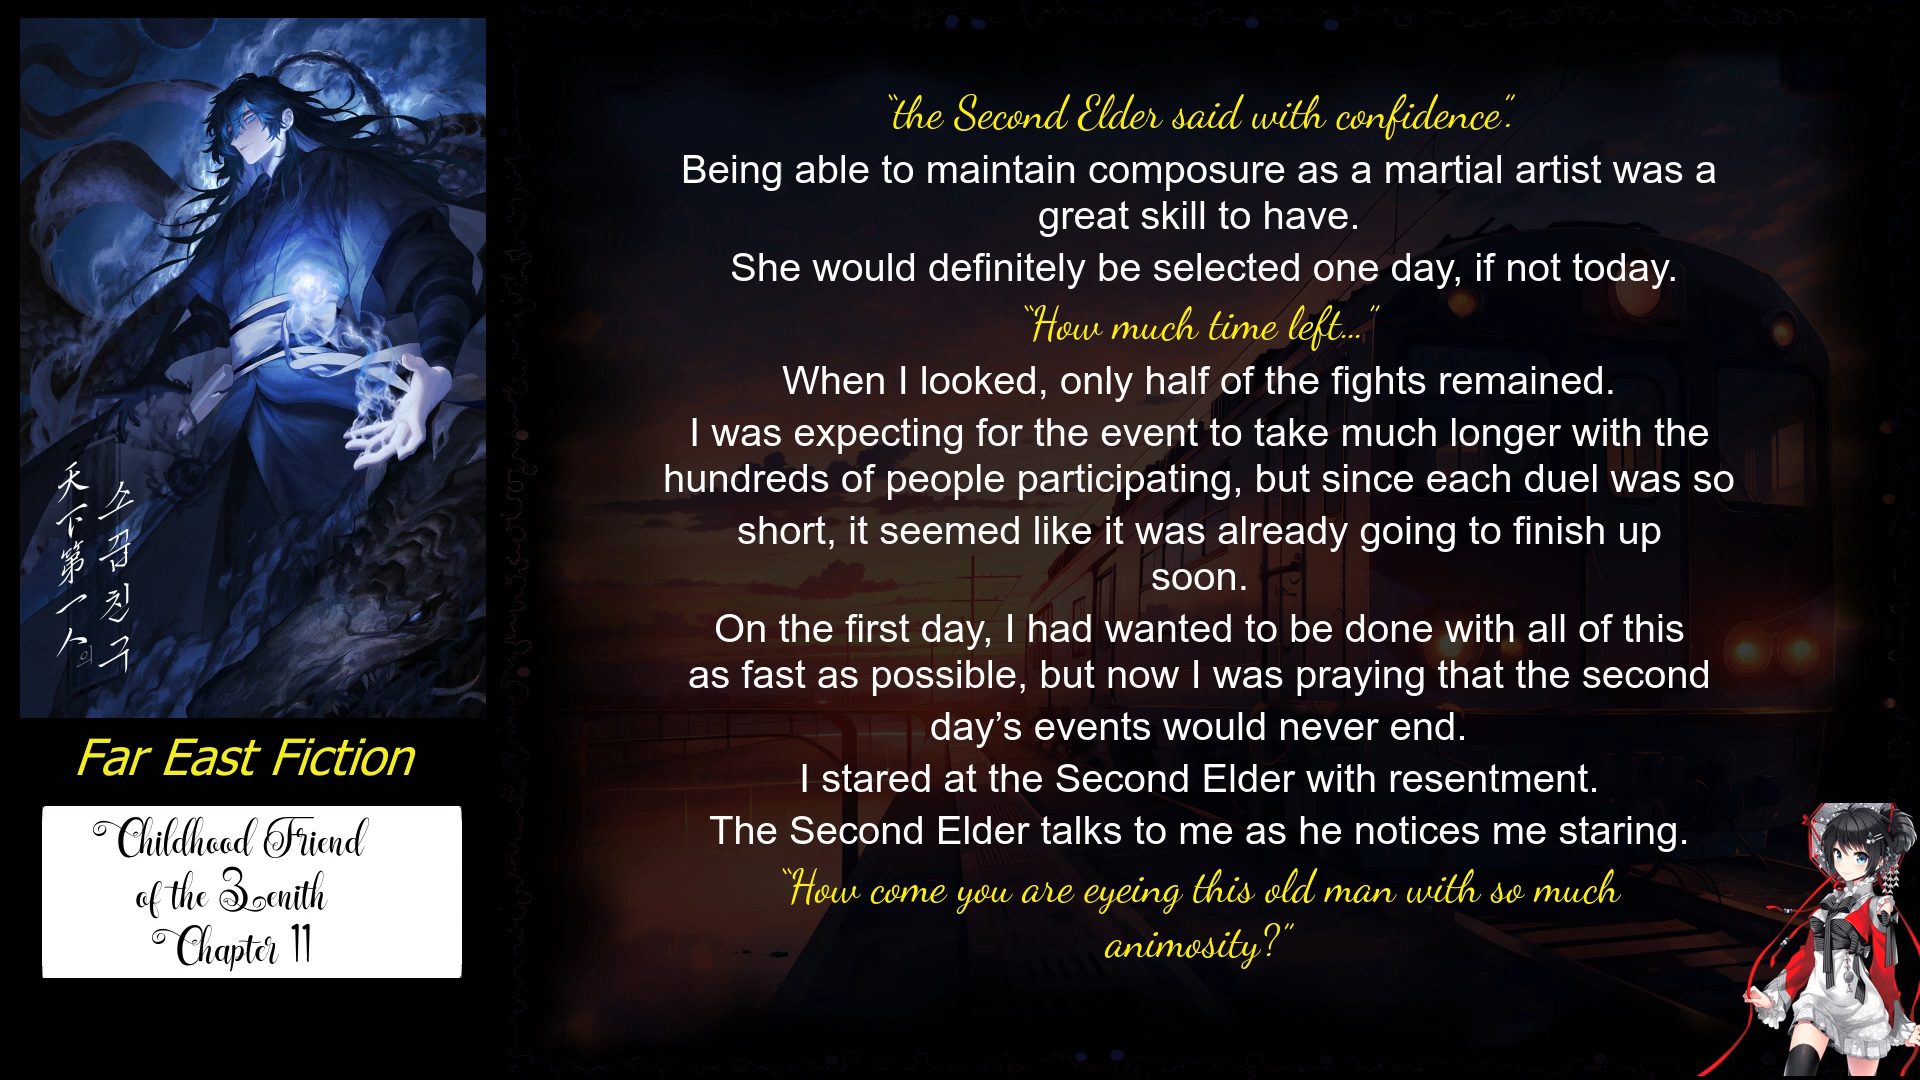 “the Second Elder said with confidence”.
Being able to maintain composure as a martial artist was a
great skill to have.
She would definitely be selected one day, if not today.
“How much time left…”
When I looked, only half of the fights remained.
I was expecting for the event to take much longer with the
hundreds of people participating, but since each duel was so
short, it seemed like it was already going to finish up
soon.
On the first day, I had wanted to be done with all of this
as fast as possible, but now I was praying that the second
day’s events would never end.
I stared at the Second Elder with resentment.
The Second Elder talks to me as he notices me staring.
“How come you are eyeing this old man with so much
animosity?”
天下第一人의
소꿉친구
Far East Fiction
Childhood Friend
of the Zenith
Chapter 11